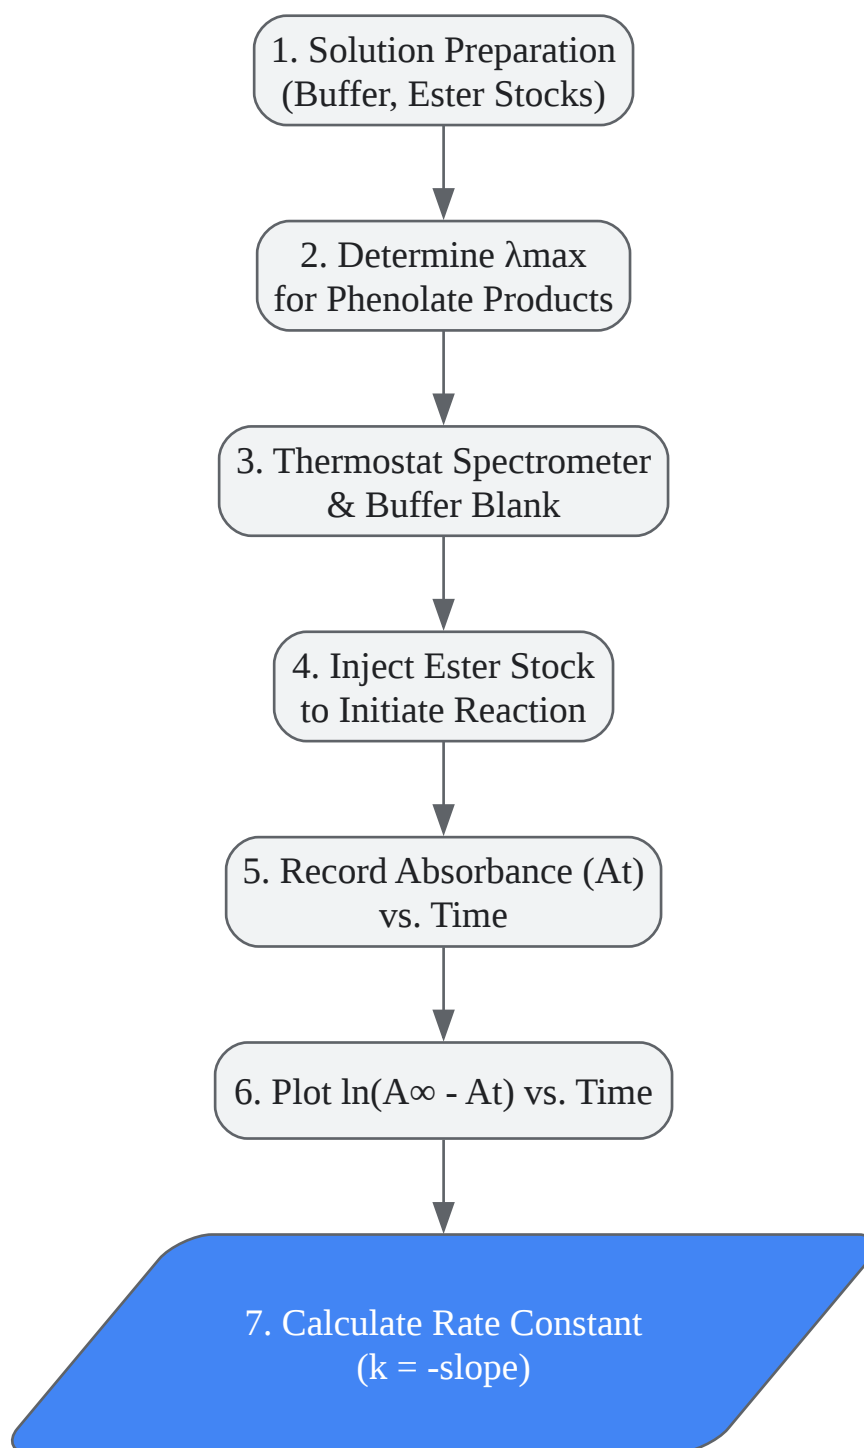 1. Solution Preparation
(Buffer, Ester Stocks)
2. Determine λmax
for Phenolate Products
3. Thermostat Spectrometer
& Buffer Blank
4. Inject Ester Stock
to Initiate Reaction
5. Record Absorbance (At)
vs. Time
6. Plot ln(A∞ - At) vs. Time
7. Calculate Rate Constant
(k = -slope)